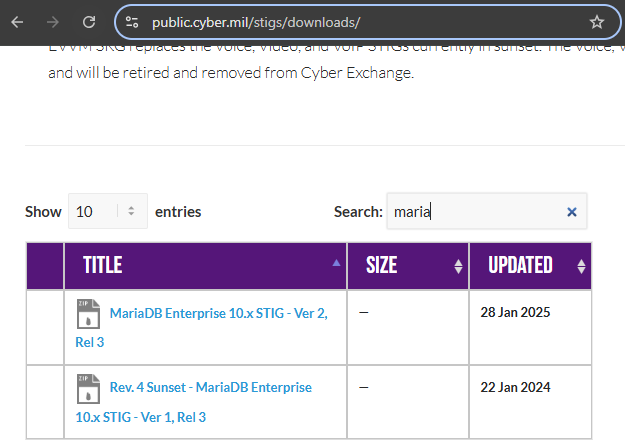 public.cyber.mil/stigs/downloads/
EVVM SRG replaces the Voice, Video, and VoIP STIGs currently in sunset. The Voice, V
and will be retired and removed from Cyber Exchange.
Show 10 entries Search: maria
TITLE SIZE UPDATED
ZIP MariaDB Enterprise 10.x STIG - Ver 2, — 28 Jan 2025
Rel 3
ZIP Rev. 4 Sunset - MariaDB Enterprise — 22 Jan 2024
10.x STIG - Ver 1, Rel 3